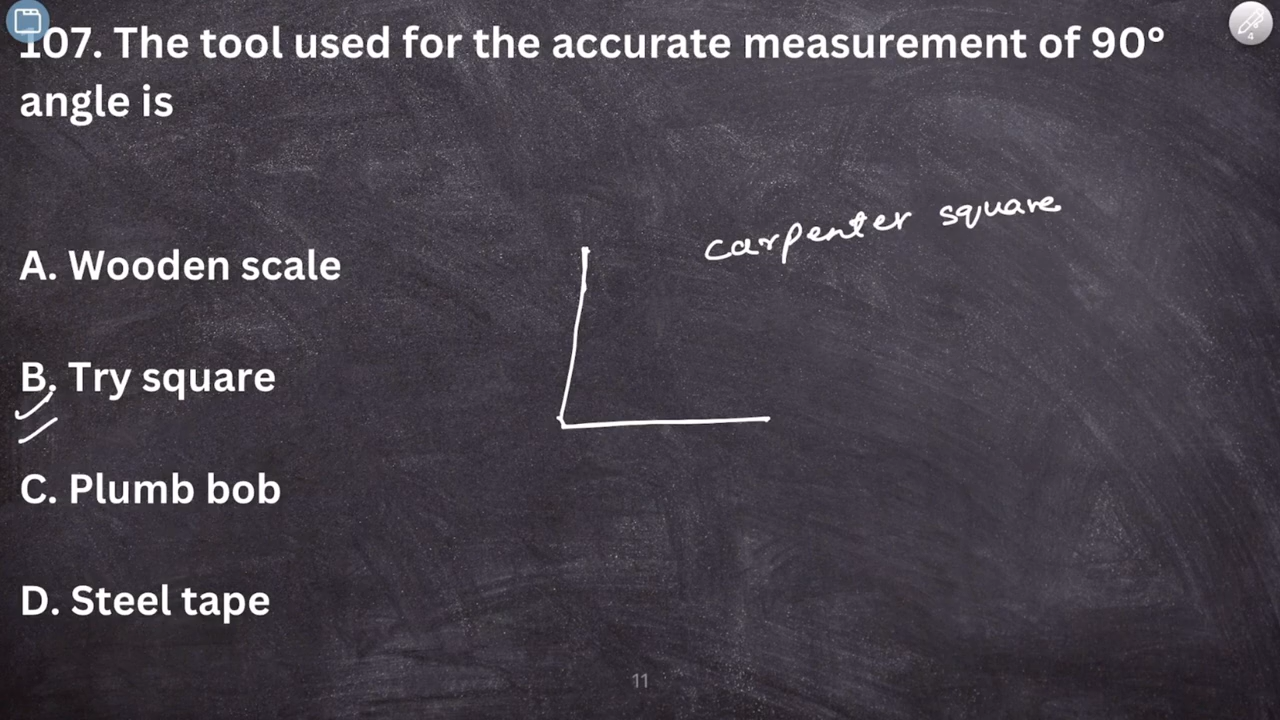 107. The tool used for the accurate measurement of 90°
angle is
carpenter square
A. Wooden scale
B. Try square
C. Plumb bob
D. Steel tape
11
4